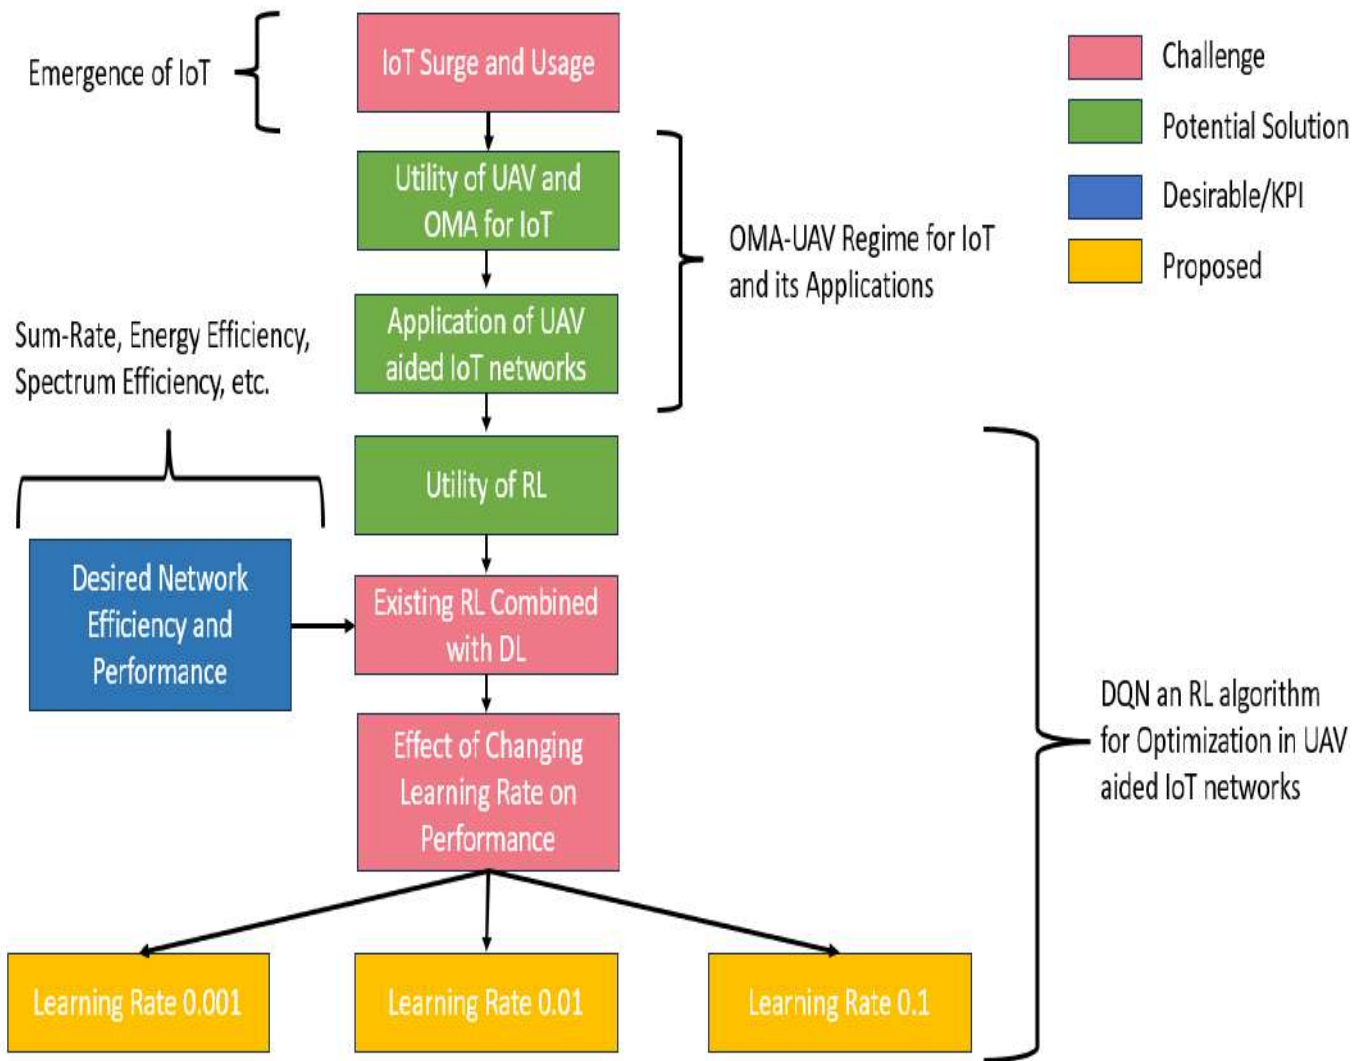 Emergence of IoT
IoT Surge and Usage
Challenge
Potential Solution
Desirable/KPI
Proposed
Utility of UAV and
OMA for IoT
OMA-UAV Regime for IoT
and its Applications
Application of UAV
aided IoT networks
Sum-Rate, Energy Efficiency,
Spectrum Efficiency, etc.
Utility of RL
Desired Network
Efficiency and
Performance
Existing RL Combined
with DL
Effect of Changing
Learning Rate on
Performance
DQN an RL algorithm
for Optimization in UAV
aided IoT networks
Learning Rate 0.001
Learning Rate 0.01
Learning Rate 0.1